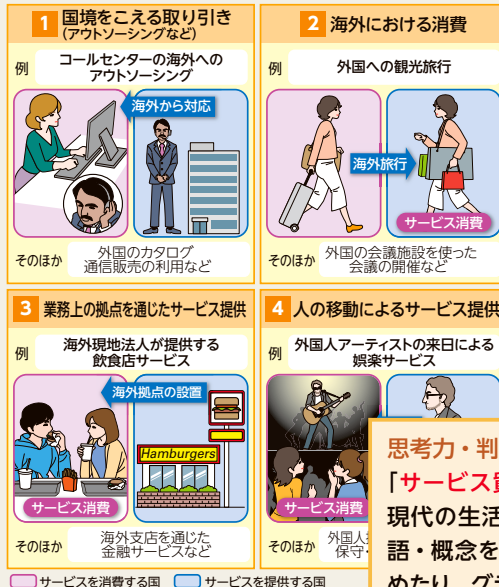 1 国境をこえる取り引き
(アウトソーシングなど)
例
コールセンターの海外への
アウトソーシング
海外から対応
そのほか
外国のカタログ
通信販売の利用など
2 海外における消費
例
外国への観光旅行
海外旅行
サービス消費
そのほか
外国の会議施設を使った
会議の開催など
3 業務上の拠点を通じたサービス提供
例
海外現地法人が提供する
飲食店サービス
海外拠点の設置
Hamburgers
サービス消費
そのほか
海外支店を通じた
金融サービスなど
4 人の移動によるサービス提供
例
外国人アーティストの来日による
娯楽サービス
サービス消費
そのほか
外国人
保守
サービスを消費する国
サービスを提供する国
思考力・判
「サービス貿
現代の生活
語・概念を
めたり、グラ